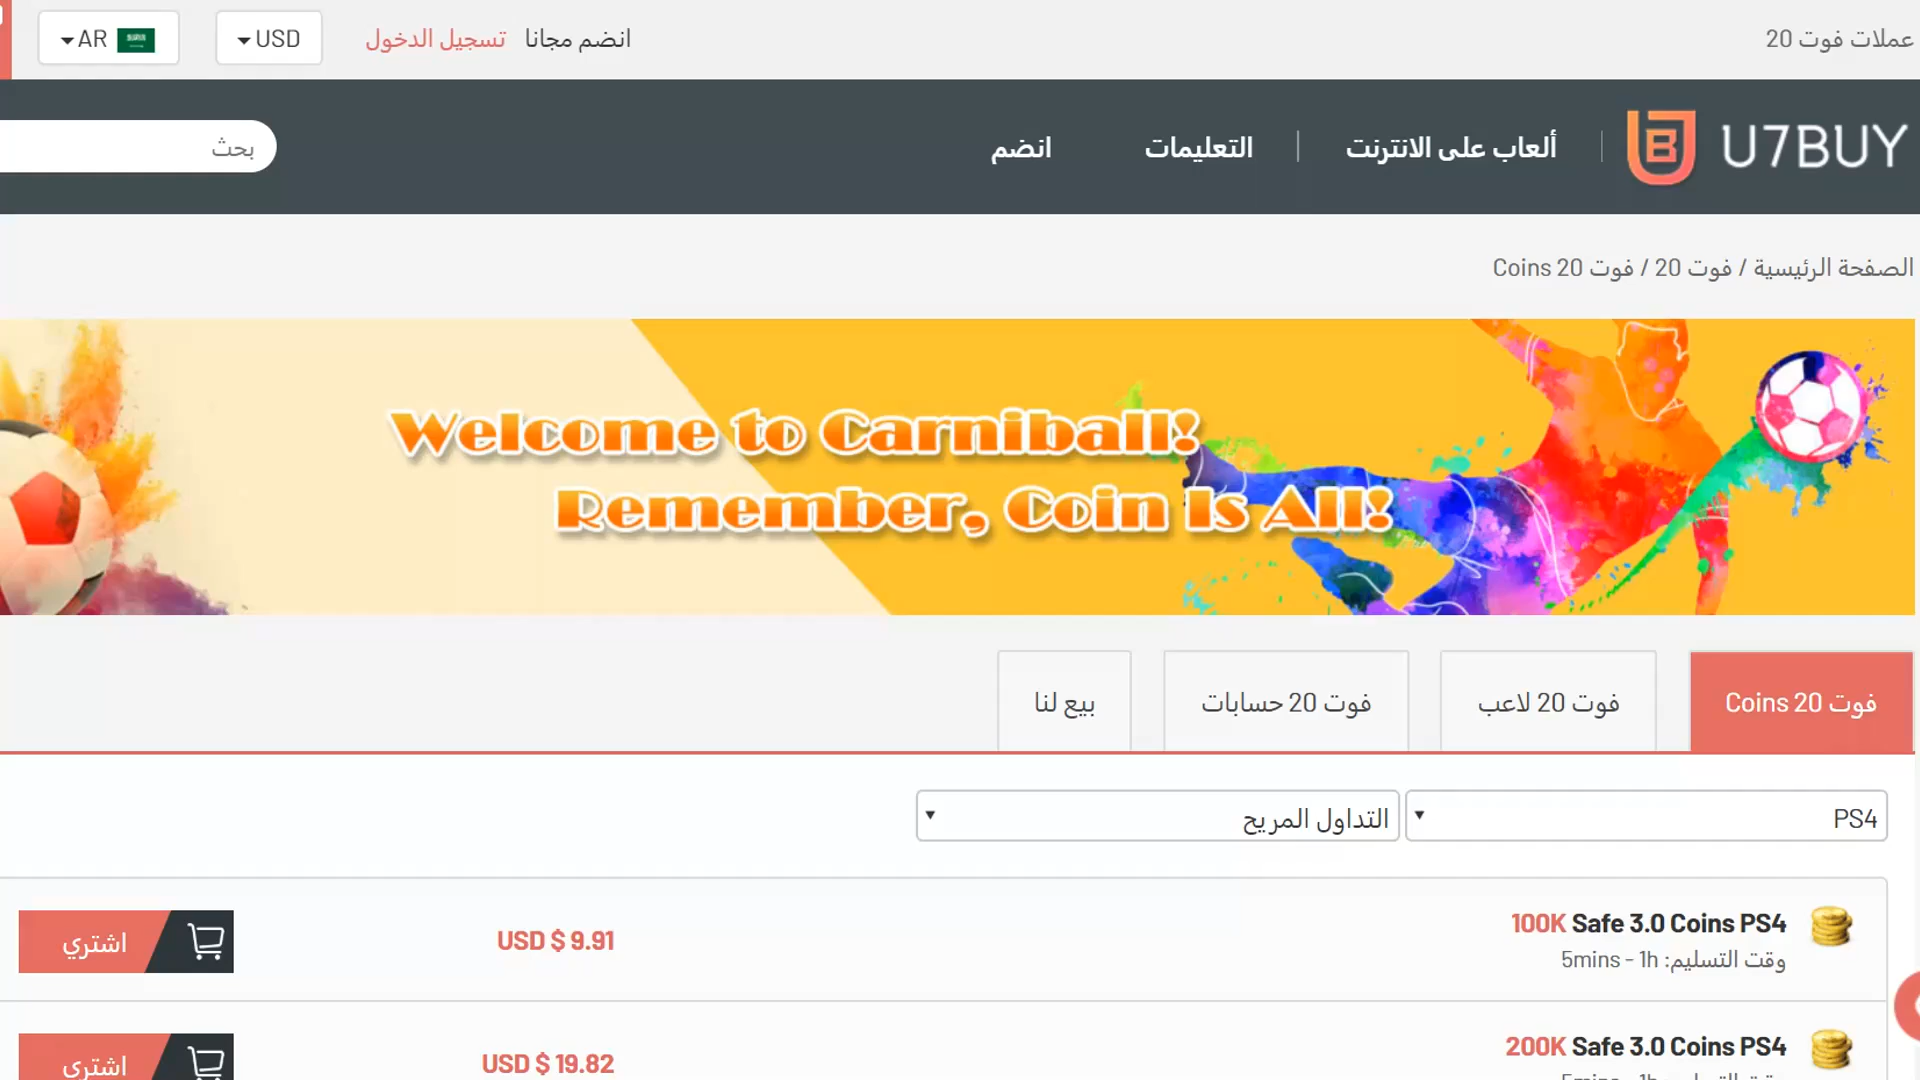 عملات فوت 20
انضم مجانا تسجيل الدخول USD AR
U7BUY ألعاب على الانترنت التعليمات انضم بحث
الصفحة الرئيسية / فوت 20 / فوت 20 Coins
Welcome to Carniball!
Remember, Coin Is All!
فوت 20 Coins فوت 20 لاعب فوت 20 حسابات بيع لنا
PS4 التداول المريح
100K Safe 3.0 Coins PS4
وقت التسليم: 5mins - 1h
USD $ 9.91
اشتري
200K Safe 3.0 Coins PS4
USD $ 19.82
اشتري